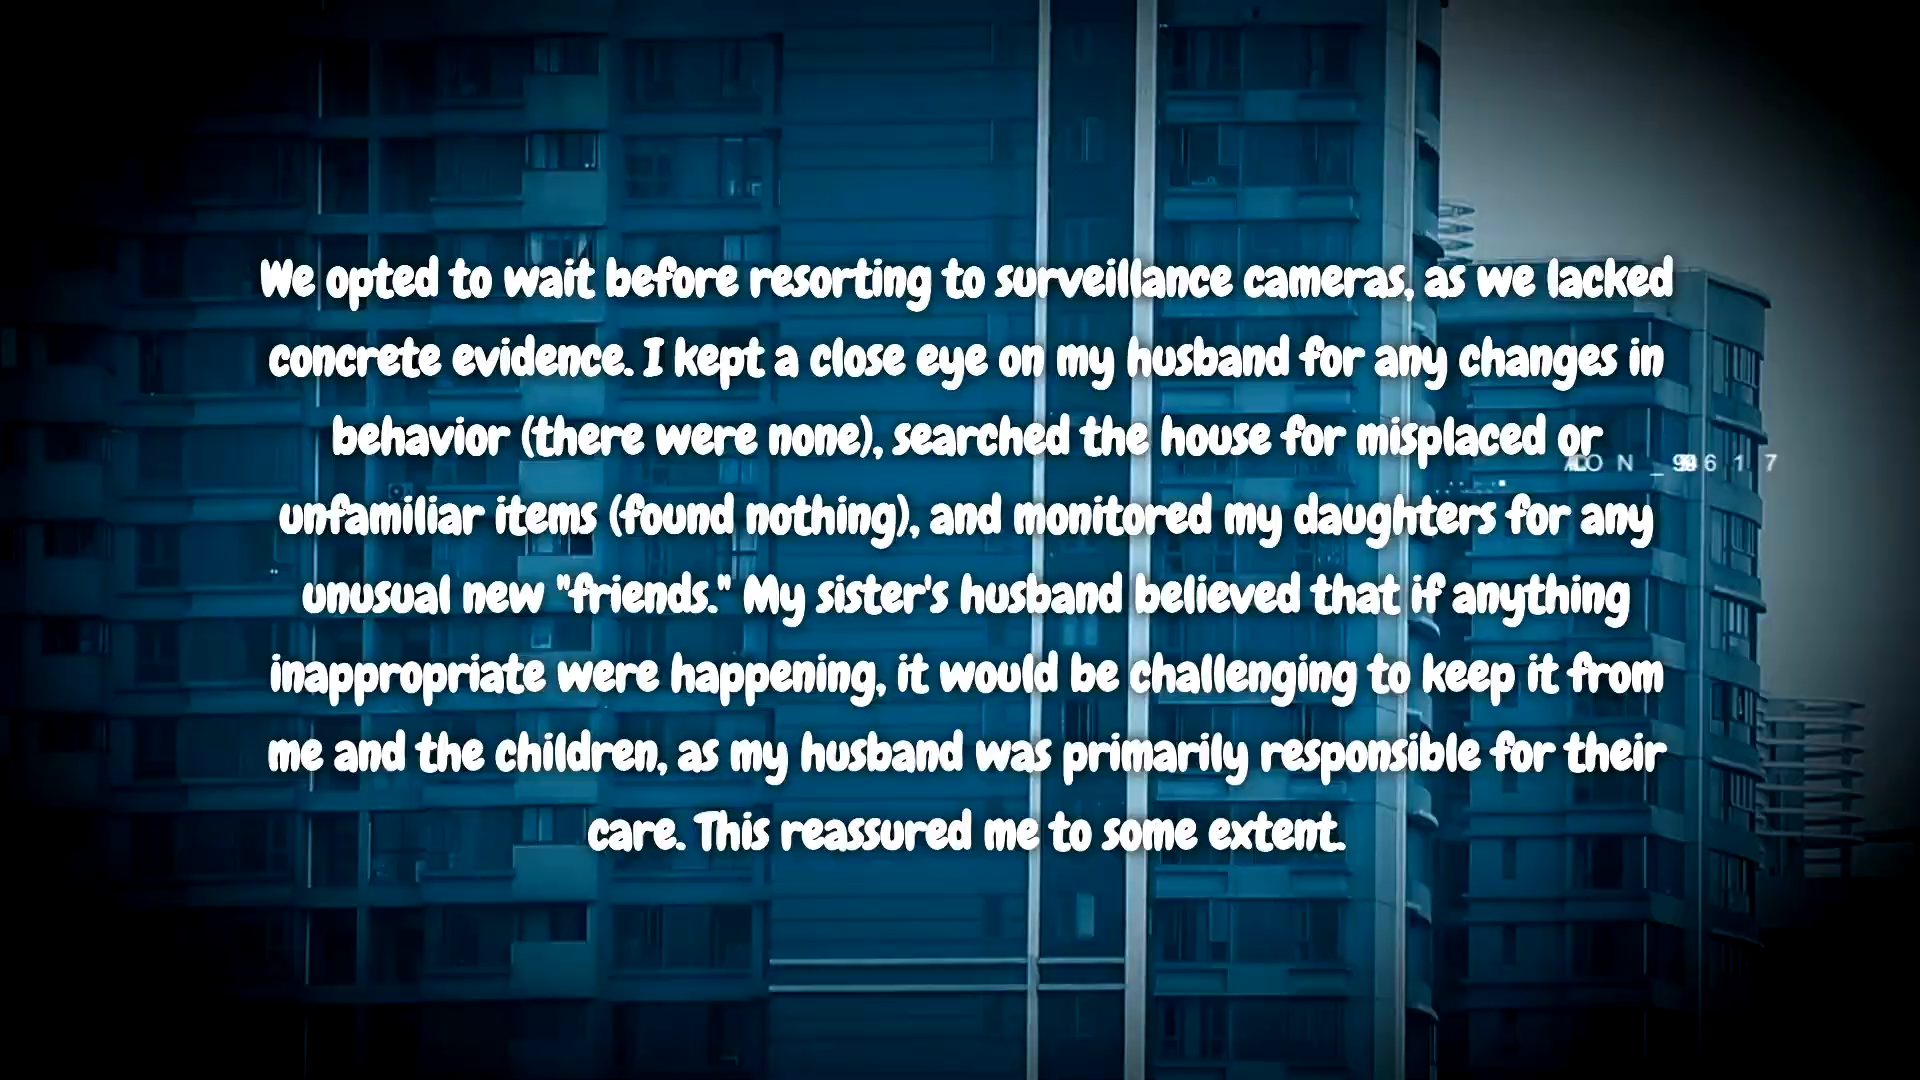 We opted to wait before resorting to surveillance cameras, as we lacked
concrete evidence. I kept a close eye on my husband for any changes in
behavior (there were none), searched the house for misplaced or
unfamiliar items (found nothing), and monitored my daughters for any
unusual new "friends." My sister's husband believed that if anything
inappropriate were happening, it would be challenging to keep it from
me and the children, as my husband was primarily responsible for their
care. This reassured me to some extent.